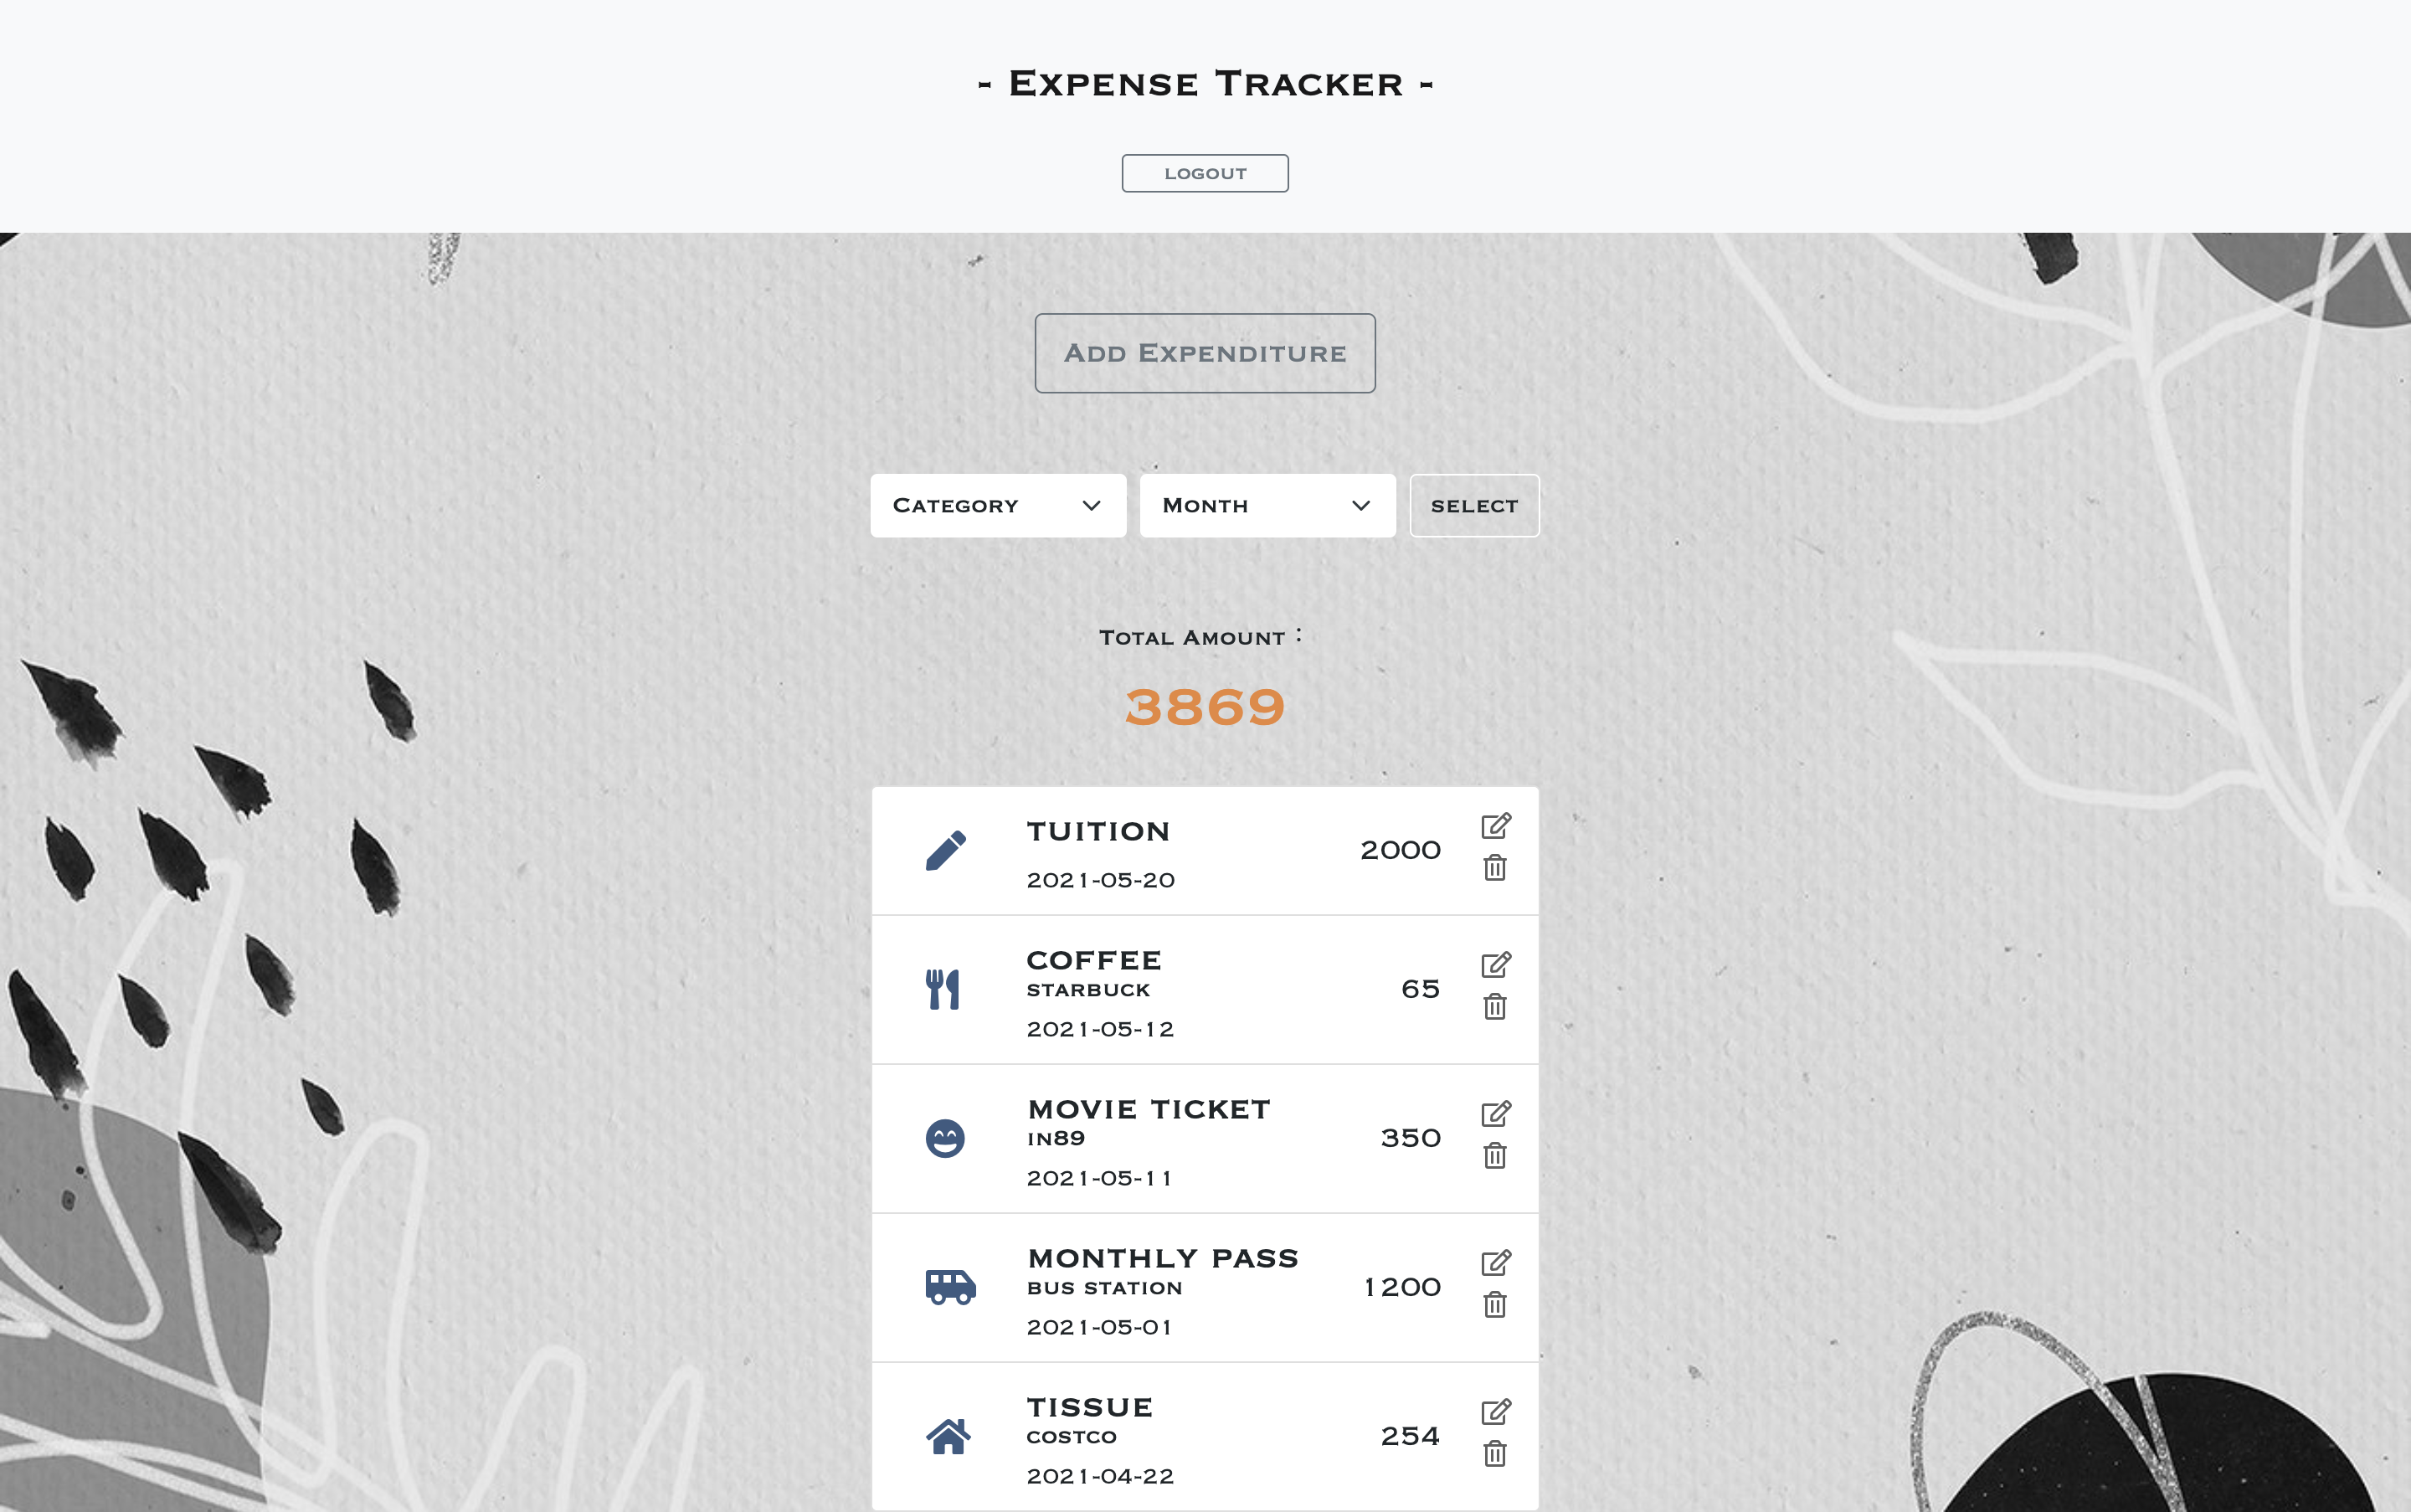 - Expense Tracker -
LOGOUT
Add Expenditure
Category
Month
SELECT
Total Amount：
3869
TUITION
2000
2021-05-20
COFFEE
STARBUCK
65
2021-05-12
MOVIE TICKET
IN89
350
2021-05-11
MONTHLY PASS
BUS STATION
1200
2021-05-01
TISSUE
COSTCO
254
2021-04-22